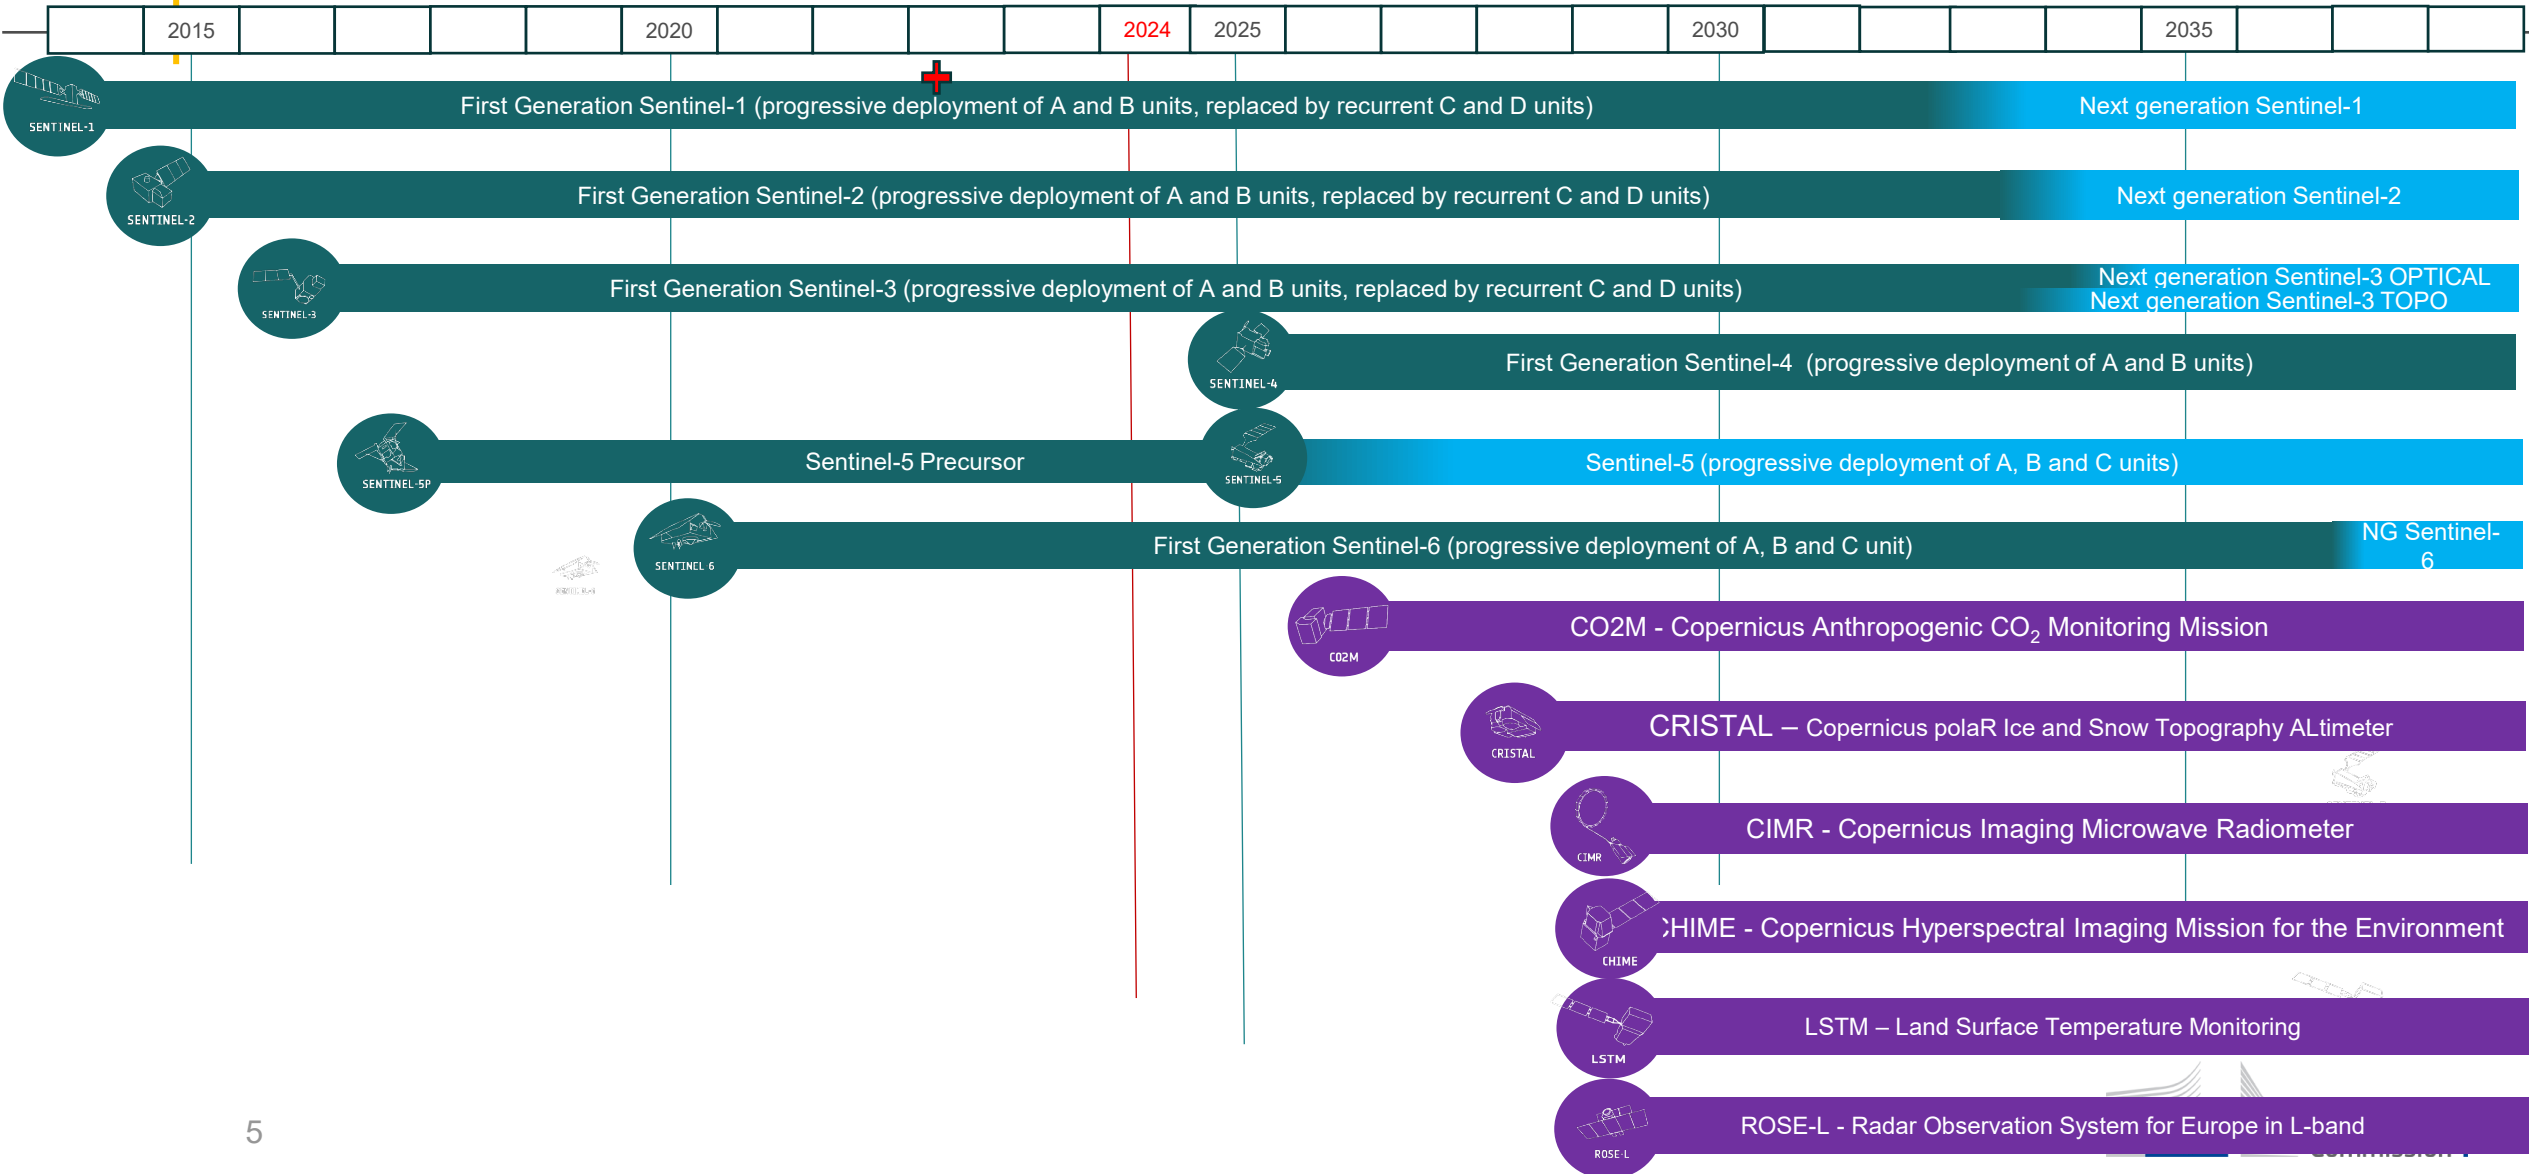 2015
2020
2024
2025
2030
2035
SENTINEL-1
First Generation Sentinel-1 (progressive deployment of A and B units, replaced by recurrent C and D units)
Next generation Sentinel-1
SENTINEL-2
First Generation Sentinel-2 (progressive deployment of A and B units, replaced by recurrent C and D units)
Next generation Sentinel-2
SENTINEL-3
First Generation Sentinel-3 (progressive deployment of A and B units, replaced by recurrent C and D units)
Next generation Sentinel-3 OPTICAL
Next generation Sentinel-3 TOPO
SENTINEL-4
First Generation Sentinel-4 (progressive deployment of A and B units)
SENTINEL-5P
Sentinel-5 Precursor
SENTINEL-5
Sentinel-5 (progressive deployment of A, B and C units)
SENTINEL 6
First Generation Sentinel-6 (progressive deployment of A, B and C unit)
NG Sentinel-
6
CO2M
CO2M - Copernicus Anthropogenic CO₂ Monitoring Mission
CRISTAL
CRISTAL – Copernicus polaR Ice and Snow Topography ALtimeter
CIMR
CIMR - Copernicus Imaging Microwave Radiometer
CHIME
CHIME - Copernicus Hyperspectral Imaging Mission for the Environment
LSTM
LSTM – Land Surface Temperature Monitoring
ROSE-L
ROSE-L - Radar Observation System for Europe in L-band
5